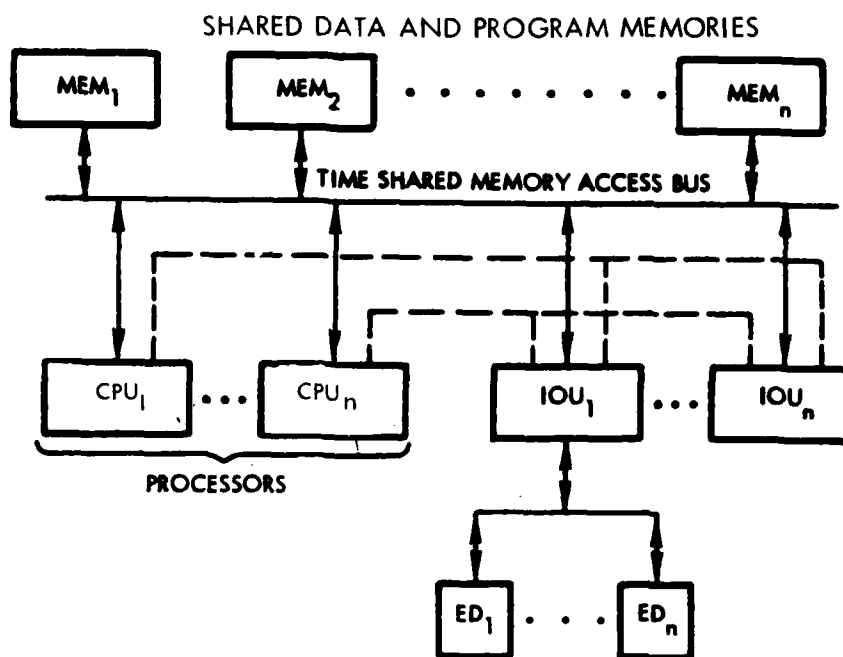 SHARED DATA AND PROGRAM MEMORIES
MEM1 MEM2 . . . . . . . . MEMn
TIME SHARED MEMORY ACCESS BUS
CPU1 ... CPUn IOU1 ... IOUn
PROCESSORS
ED1 . . . EDn